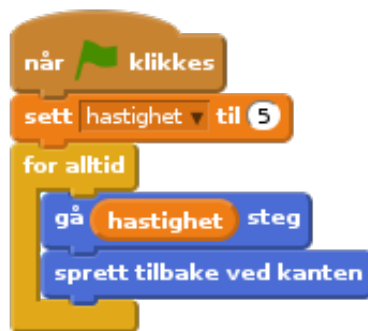 når klikkes
sett hastighet til 5
for alltid
gå hastighet steg
sprett tilbake ved kanten